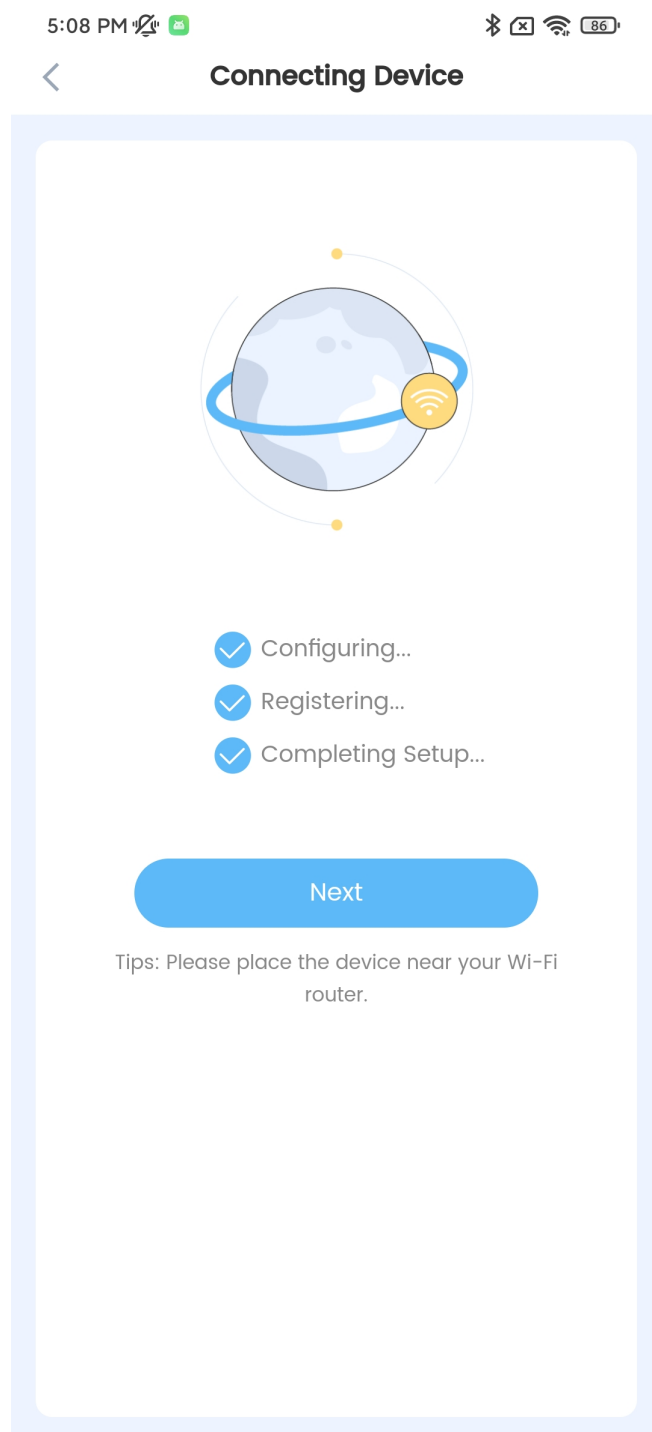 5:08 PM
86
Connecting Device
Configuring...
Registering...
Completing Setup...
Next
Tips: Please place the device near your Wi-Fi
router.